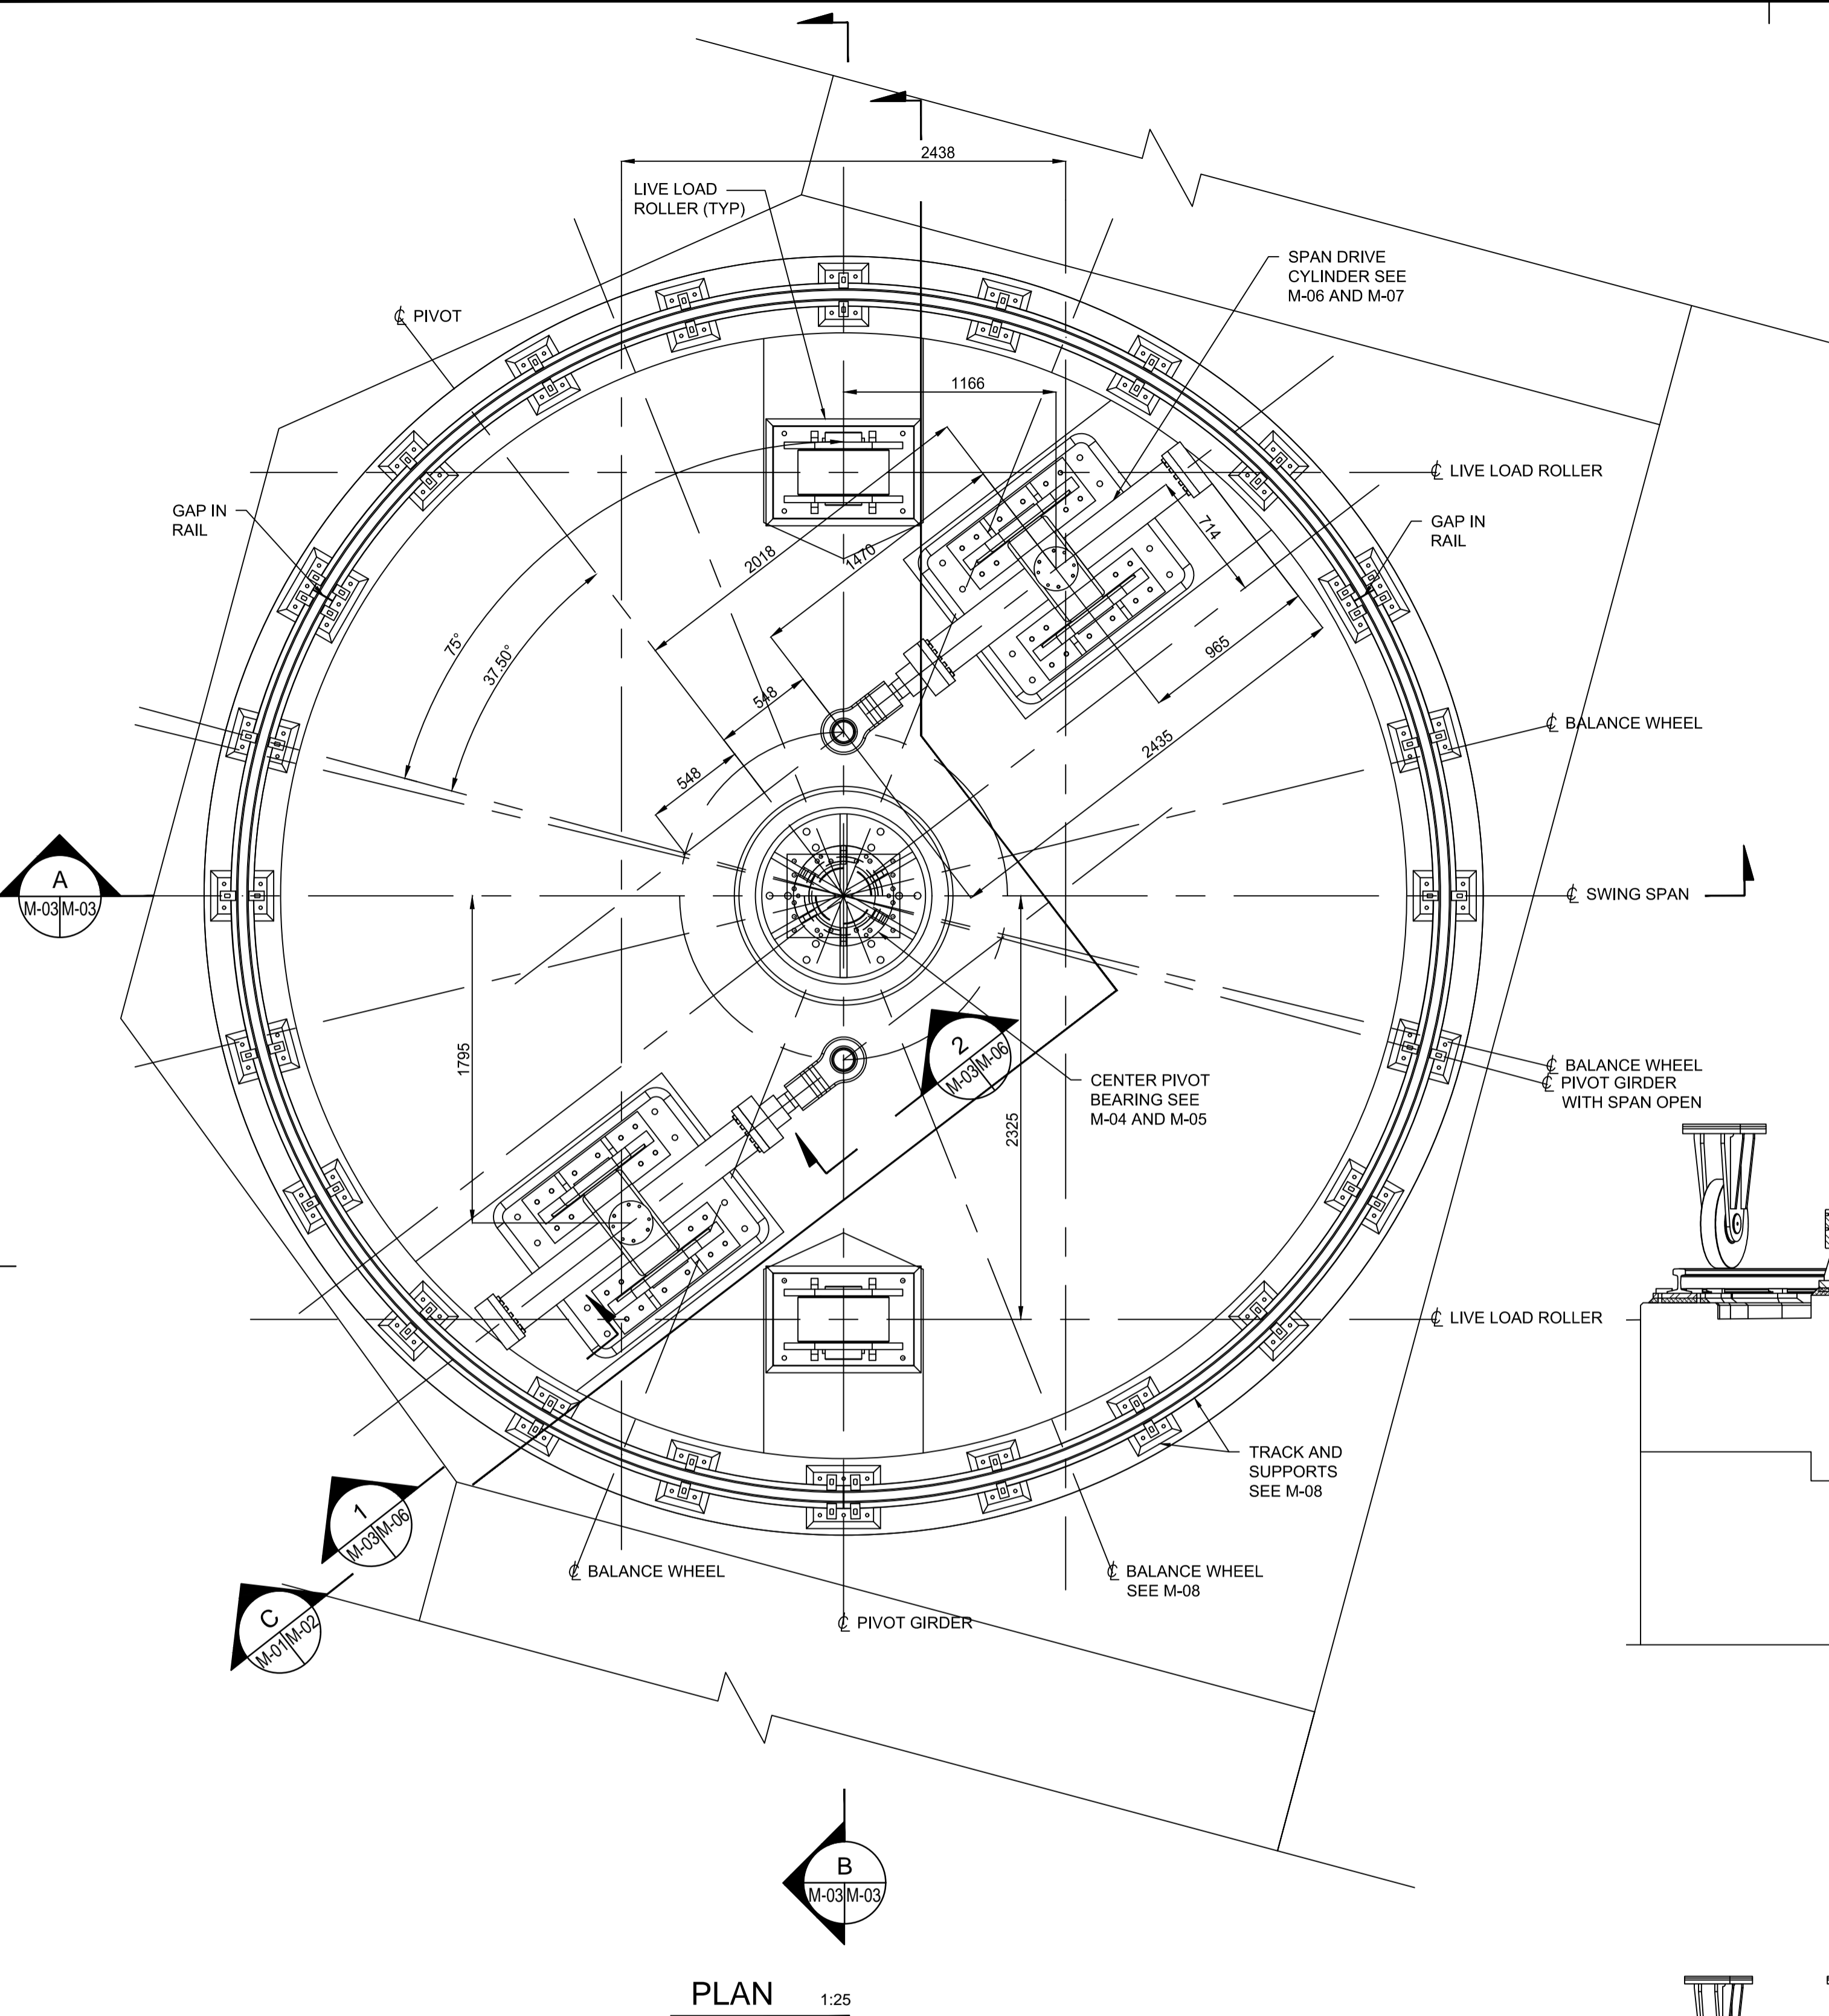 2438
LIVE LOAD
ROLLER (TYP)
SPAN DRIVE
CYLINDER SEE
M-06 AND M-07
℄ PIVOT
1166
℄ LIVE LOAD ROLLER
GAP IN
RAIL
GAP IN
RAIL
714
2018
1470
75°
37.50°
965
548
℄ BALANCE WHEEL
2435
548
A
M-03 M-03
℄ SWING SPAN
1795
2
M-03 M-06
2325
CENTER PIVOT
BEARING SEE
M-04 AND M-05
℄ BALANCE WHEEL
℄ PIVOT GIRDER
WITH SPAN OPEN
℄ LIVE LOAD ROLLER
TRACK AND
SUPPORTS
SEE M-08
1
M-03 M-06
℄ BALANCE WHEEL
℄ BALANCE WHEEL
SEE M-08
C
M-01 M-02
℄ PIVOT GIRDER
B
M-03 M-03
PLAN 1:25